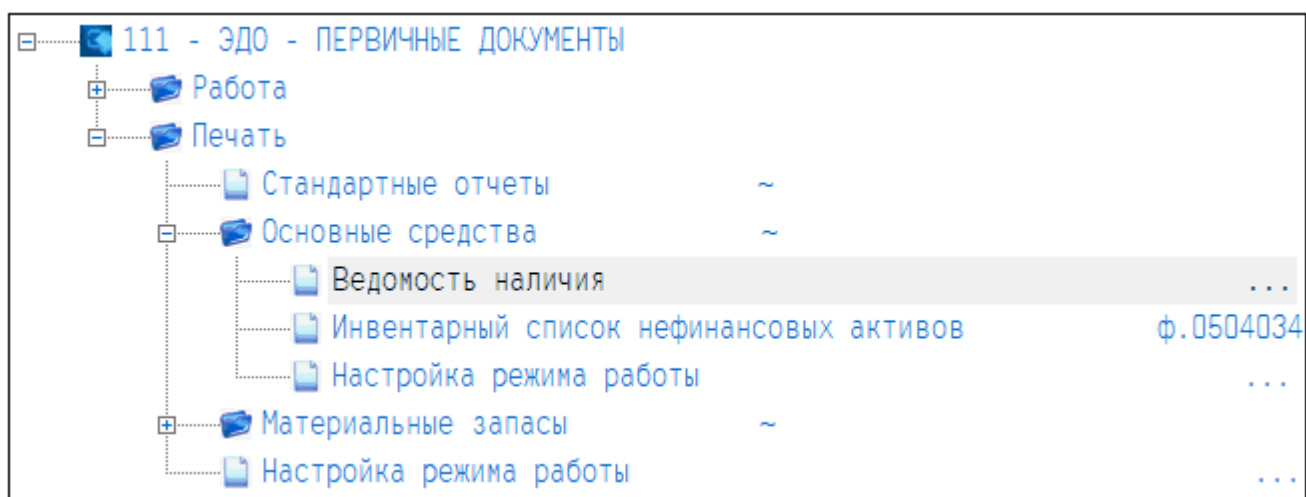 111 - ЭДО - ПЕРВИЧНЫЕ ДОКУМЕНТЫ
Работа
Печать
Стандартные отчеты ~
Основные средства ~
Ведомость наличия ...
Инвентарный список нефинансовых активов ф.0504034
Настройка режима работы ...
Материальные запасы ~
Настройка режима работы ...